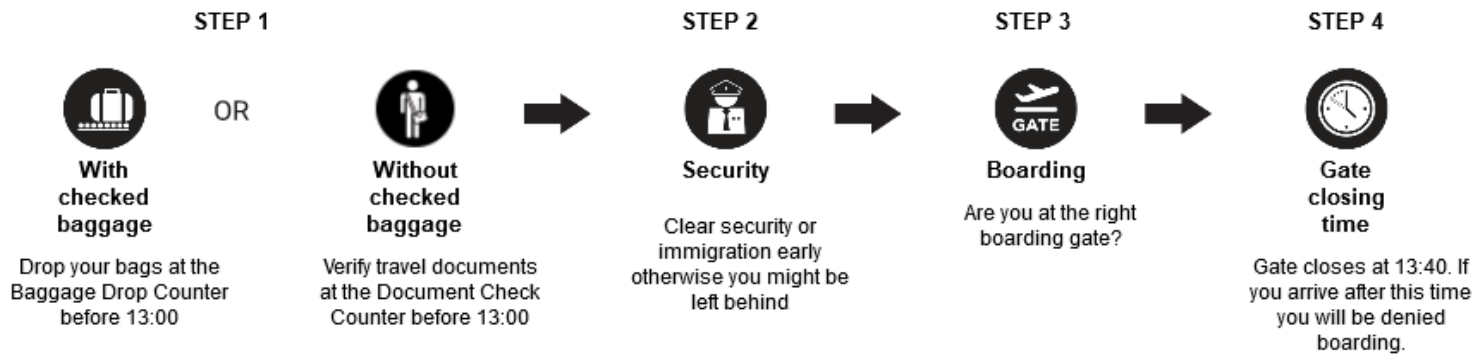 STEP 1
STEP 2
STEP 3
STEP 4
OR
GATE
With
checked
baggage
Drop your bags at the
Baggage Drop Counter
before 13:00
Without
checked
baggage
Verify travel documents
at the Document Check
Counter before 13:00
Security
Clear security or
immigration early
otherwise you might be
left behind
Boarding
Are you at the right
boarding gate?
Gate
closing
time
Gate closes at 13:40. If
you arrive after this time
you will be denied
boarding.